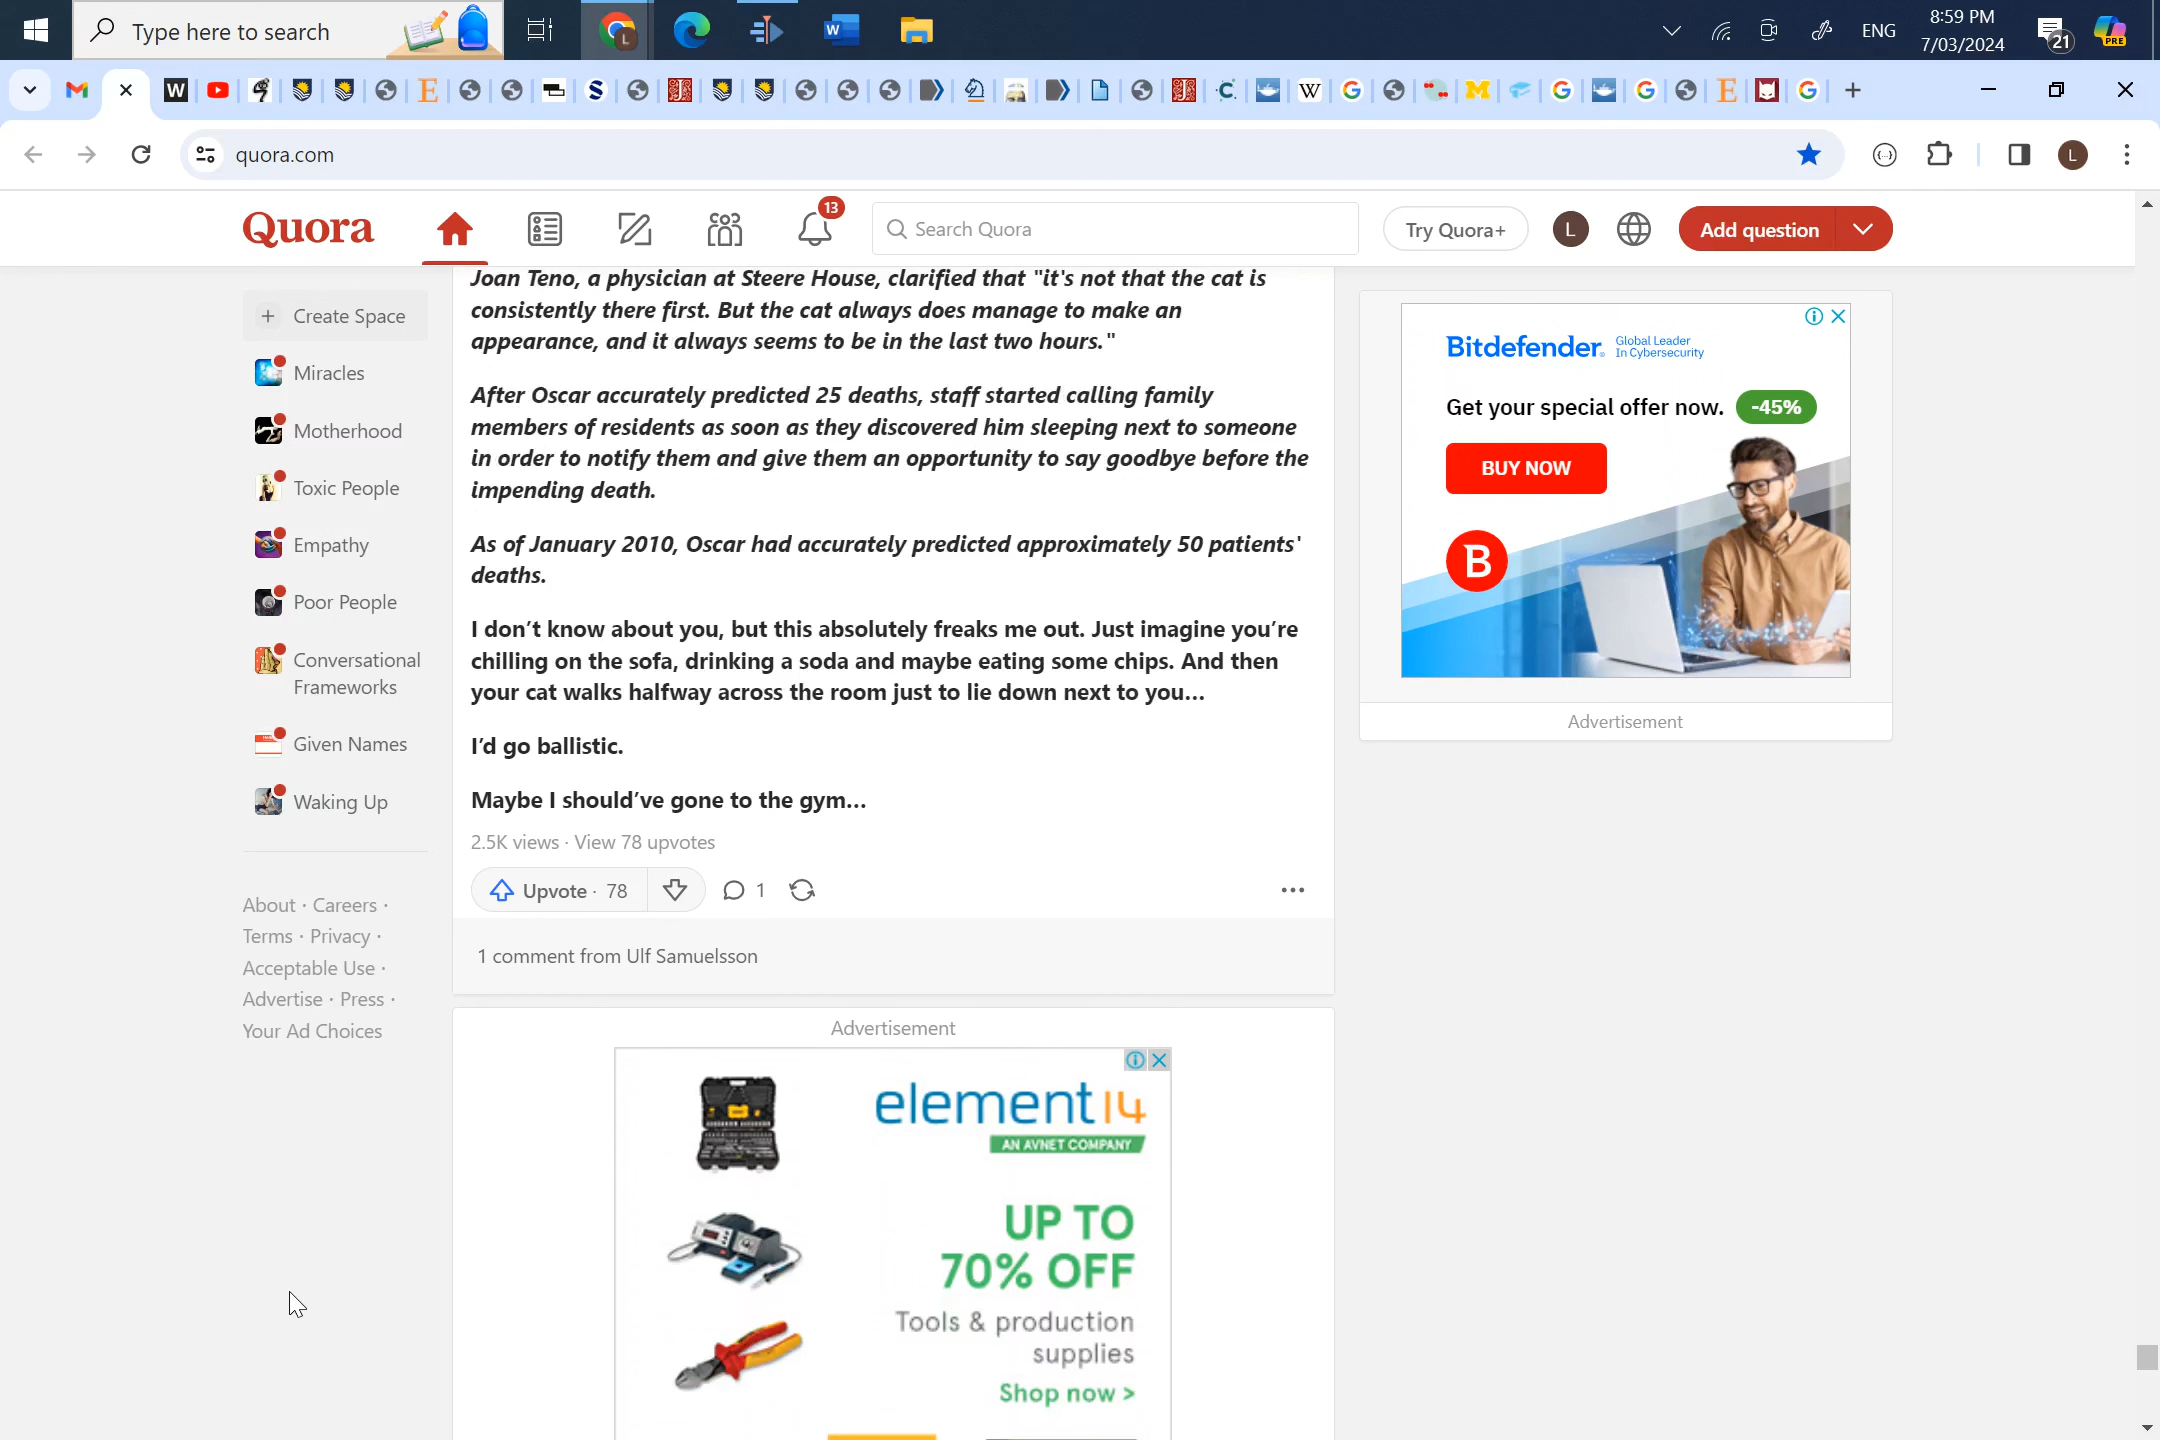 Type here to search
ENG
8:59 PM
7/03/2024
21
PRE
quora.com
L
Quora
13
Search Quora
Try Quora+
L
Add question
Create Space
Miracles
Motherhood
Toxic People
Empathy
Poor People
Conversational
Frameworks
Given Names
Waking Up
About · Careers ·
Terms · Privacy ·
Acceptable Use ·
Advertise · Press ·
Your Ad Choices
Joan Teno, a physician at Steere House, clarified that "it's not that the cat is
consistently there first. But the cat always does manage to make an
appearance, and it always seems to be in the last two hours."
After Oscar accurately predicted 25 deaths, staff started calling family
members of residents as soon as they discovered him sleeping next to someone
in order to notify them and give them an opportunity to say goodbye before the
impending death.
As of January 2010, Oscar had accurately predicted approximately 50 patients'
deaths.
I don’t know about you, but this absolutely freaks me out. Just imagine you’re
chilling on the sofa, drinking a soda and maybe eating some chips. And then
your cat walks halfway across the room just to lie down next to you…
I’d go ballistic.
Maybe I should’ve gone to the gym…
2.5K views · View 78 upvotes
Upvote · 78
1
1 comment from Ulf Samuelsson
Advertisement
element14
AN AVNET COMPANY
UP TO
70% OFF
Tools & production
supplies
Shop now >
Bitdefender
Global Leader
In Cybersecurity
Get your special offer now. -45%
BUY NOW
B
Advertisement